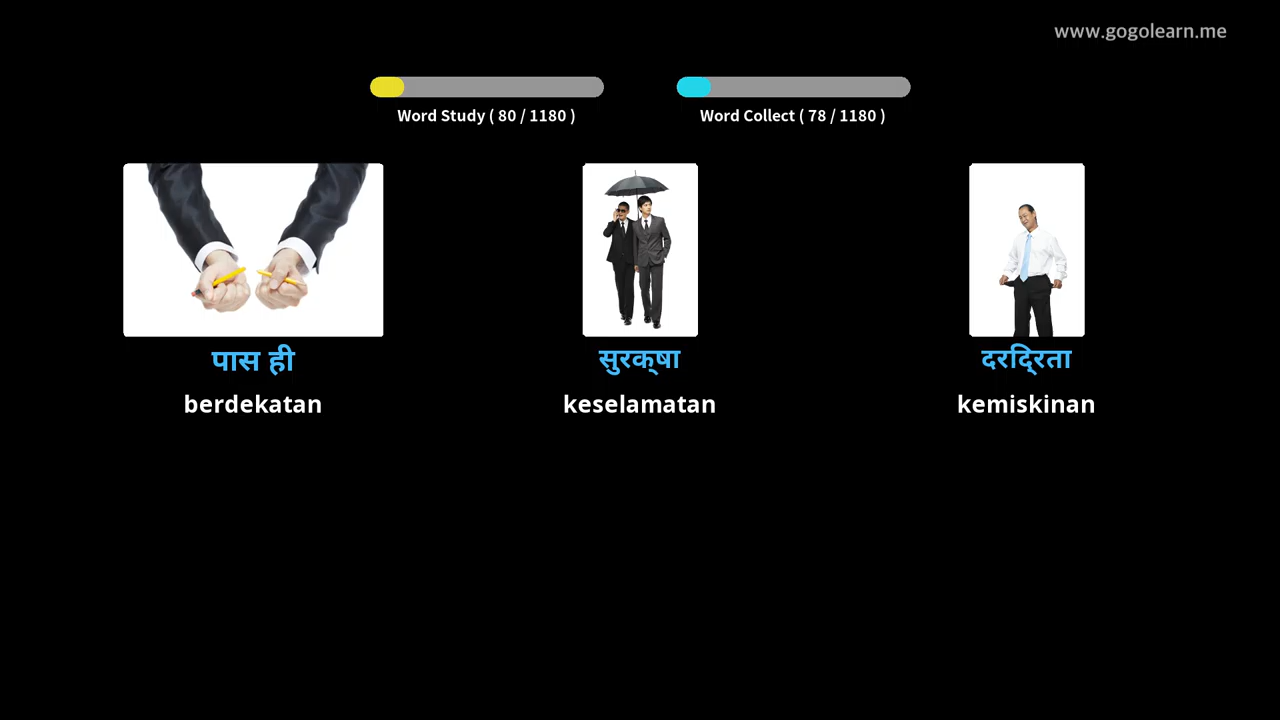 www.gogolearn.me
Word Study ( 80 / 1180 )
Word Collect ( 78 / 1180 )
पास ही
सुरक्षा
दरिद्रता
berdekatan
keselamatan
kemiskinan